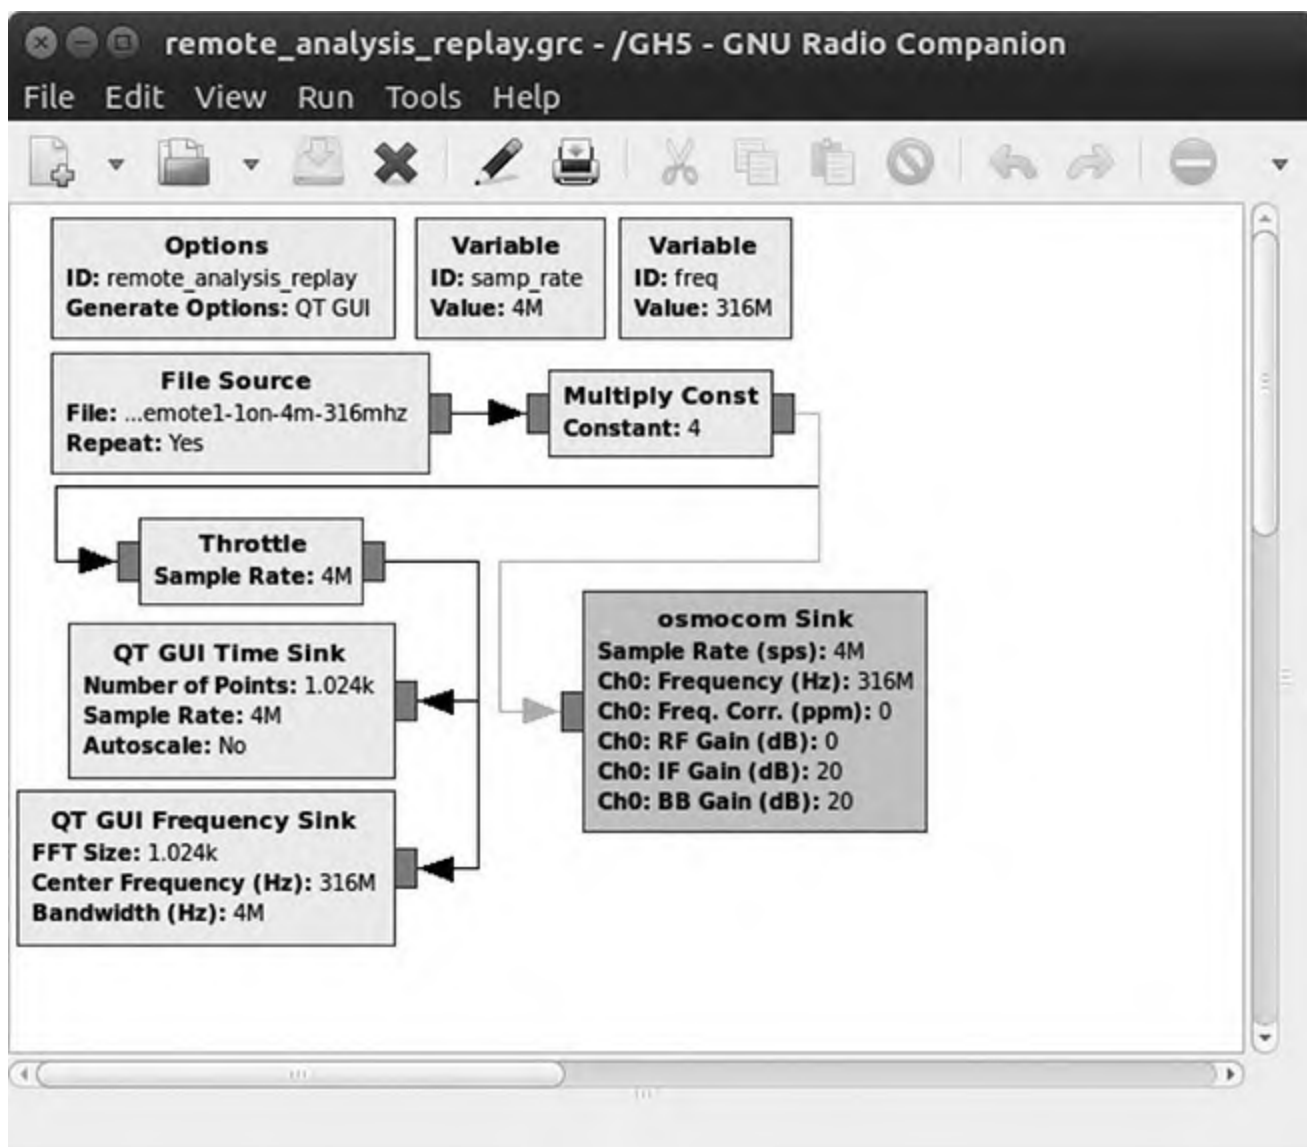 remote_analysis_replay.grc - /GH5 - GNU Radio Companion
File Edit View Run Tools Help
Options
ID: remote_analysis_replay
Generate Options: QT GUI
Variable
ID: samp_rate
Value: 4M
Variable
ID: freq
Value: 316M
File Source
File: ...emote1-1on-4m-316mhz
Repeat: Yes
Multiply Const
Constant: 4
Throttle
Sample Rate: 4M
QT GUI Time Sink
Number of Points: 1.024k
Sample Rate: 4M
Autoscale: No
osmocom Sink
Sample Rate (sps): 4M
Ch0: Frequency (Hz): 316M
Ch0: Freq. Corr. (ppm): 0
Ch0: RF Gain (dB): 0
Ch0: IF Gain (dB): 20
Ch0: BB Gain (dB): 20
QT GUI Frequency Sink
FFT Size: 1.024k
Center Frequency (Hz): 316M
Bandwidth (Hz): 4M